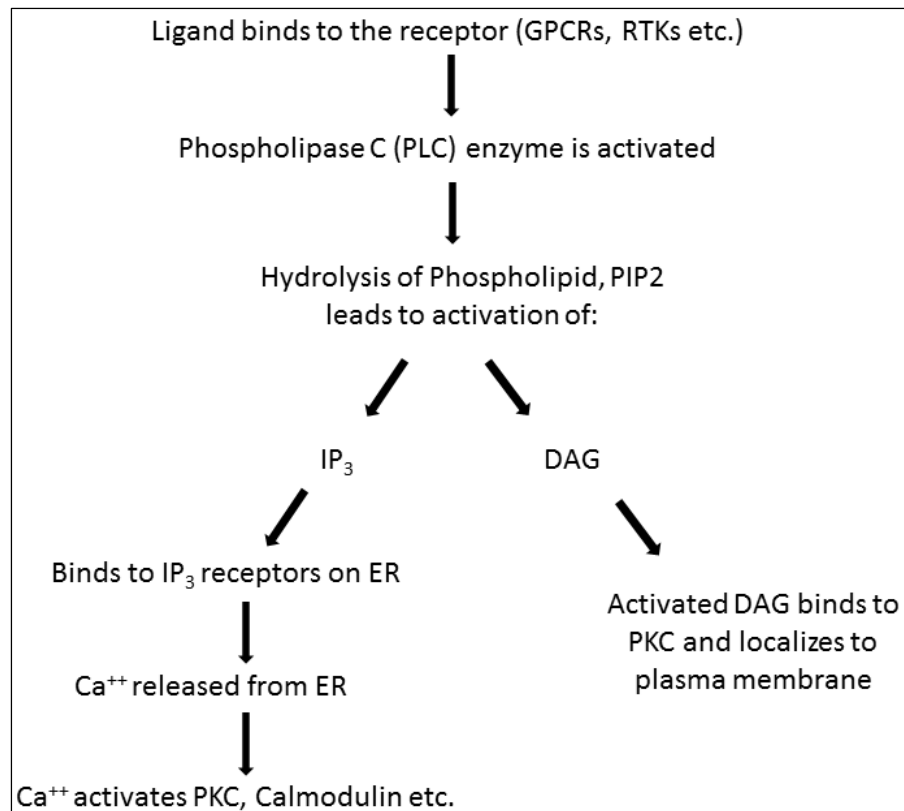 Ligand binds to the receptor (GPCRs, RTKs etc.)
Phospholipase C (PLC) enzyme is activated
Hydrolysis of Phospholipid, PIP2
leads to activation of:
IP₃
DAG
Binds to IP₃ receptors on ER
Ca⁺⁺ released from ER
Ca⁺⁺ activates PKC, Calmodulin etc.
Activated DAG binds to
PKC and localizes to
plasma membrane